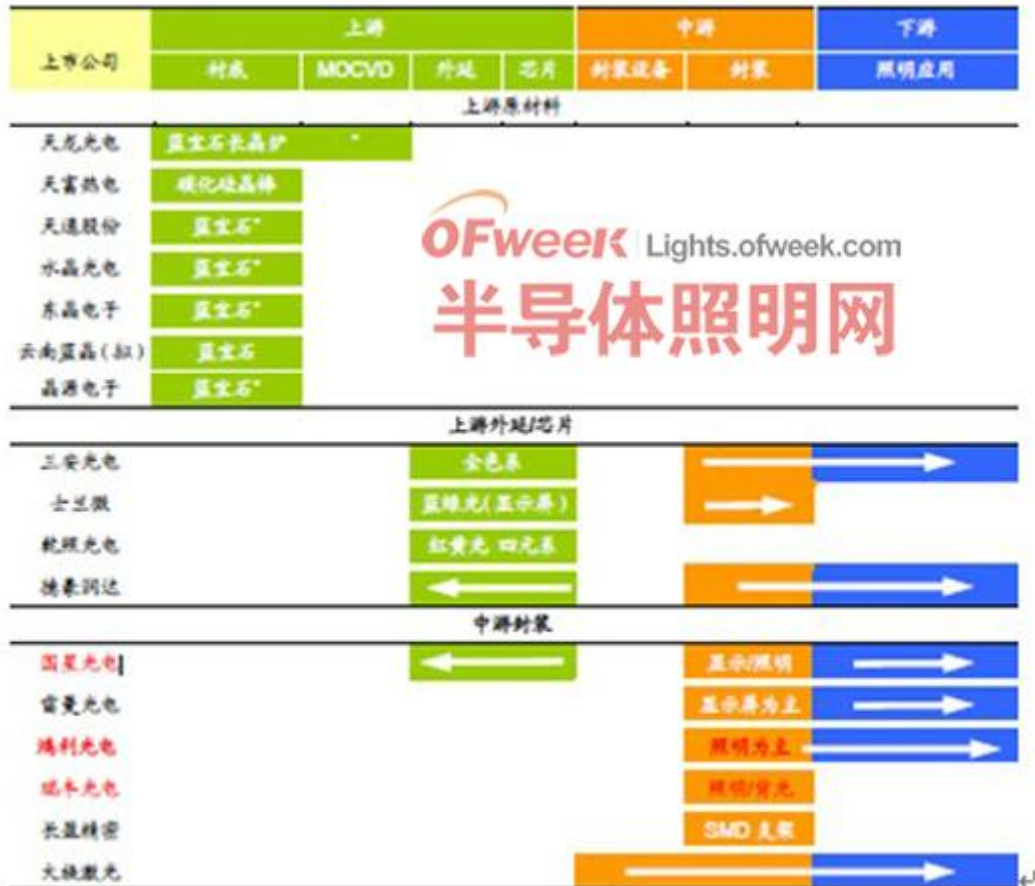 上游 中游 下游
上市公司
衬底 MOCVD 外延 芯片 封装设备 封装 照明应用
上游原材料
天龙光电 蓝宝石长晶炉 *
天富热电 碳化硅晶棒
天通股份 蓝宝石*
OFweek Lights.ofweek.com
水晶光电 蓝宝石*
半导体照明网
东晶电子 蓝宝石*
云南蓝晶(拟) 蓝宝石
晶源电子 蓝宝石*
上游外延/芯片
三安光电 全色系
士兰微 蓝绿光(显示屏)
乾照光电 红黄光 四元系
德豪润达
中游封装
国星光电 显示/照明
雷曼光电 显示屏为主
鸿利光电 照明为主
瑞丰光电 照明/背光
长盈精密 SMD 支架
大族激光